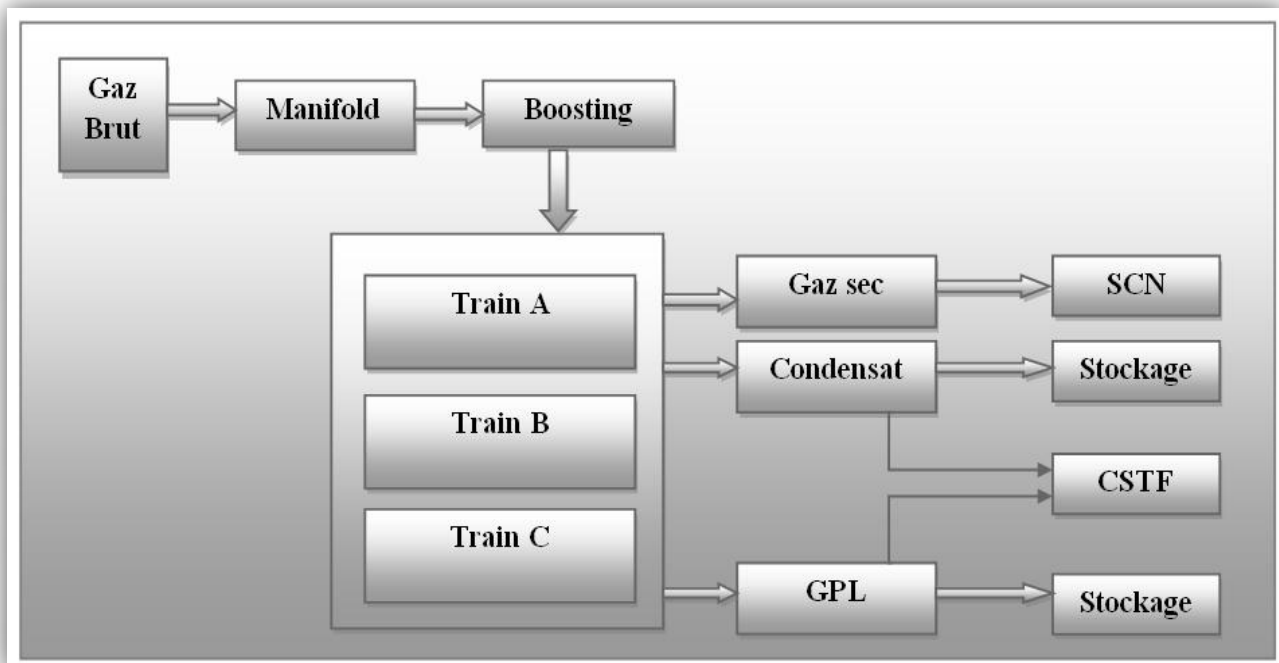 Gaz
Brut
Manifold
Boosting
Train A
Train B
Train C
Gaz sec
SCN
Condensat
Stockage
CSTF
GPL
Stockage